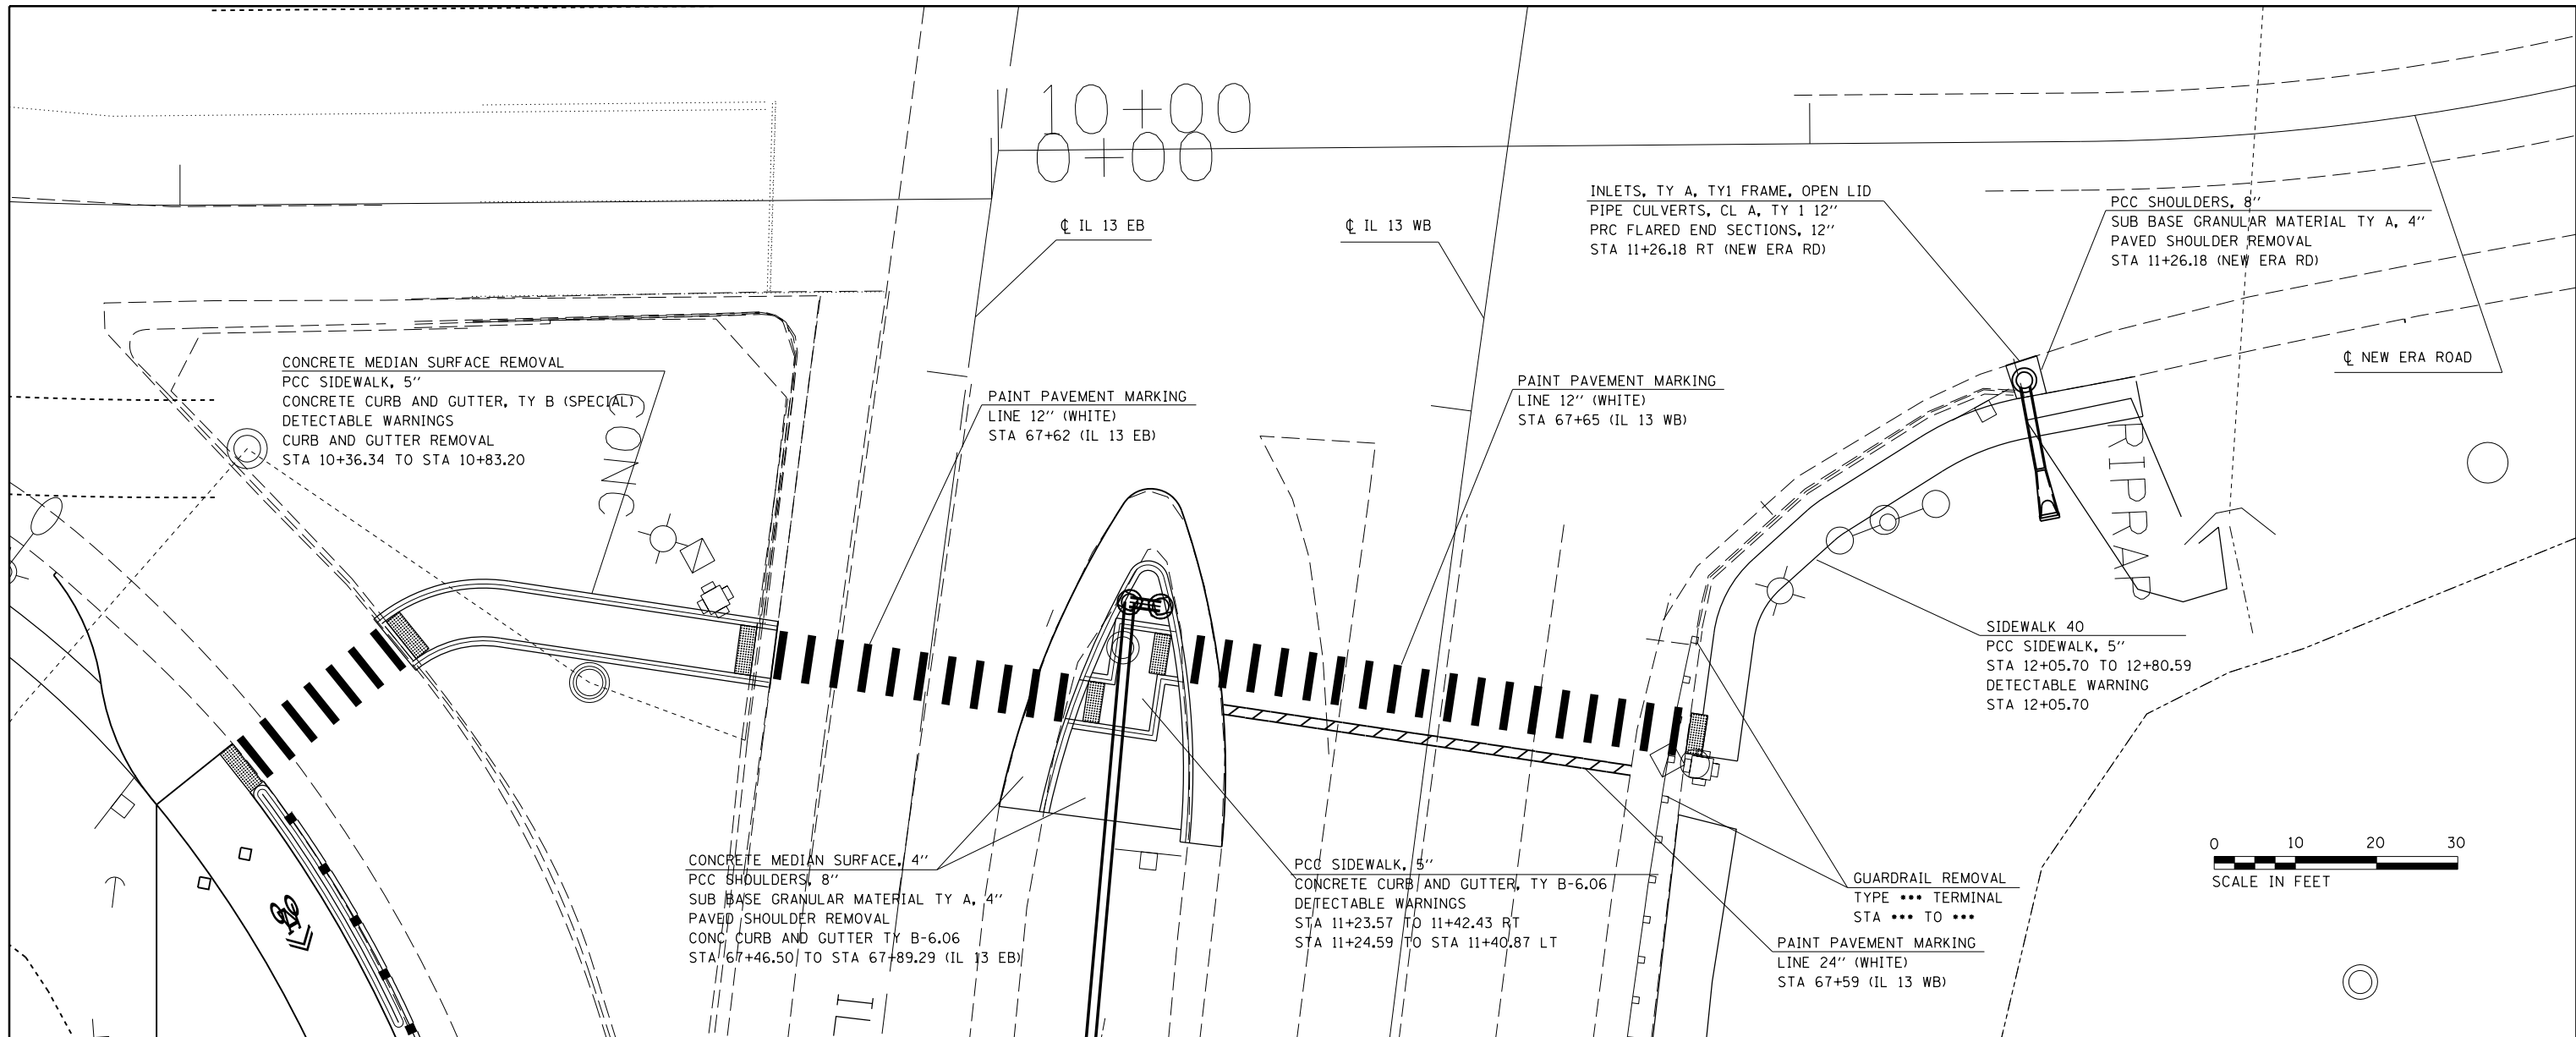 10+00
0+00
℄ IL 13 EB
℄ IL 13 WB
INLETS, TY A, TY1 FRAME, OPEN LID
PIPE CULVERTS, CL A, TY 1 12"
PRC FLARED END SECTIONS, 12"
STA 11+26.18 RT (NEW ERA RD)
PCC SHOULDERS, 8"
SUB BASE GRANULAR MATERIAL TY A, 4"
PAVED SHOULDER REMOVAL
STA 11+26.18 (NEW ERA RD)
℄ NEW ERA ROAD
CONCRETE MEDIAN SURFACE REMOVAL
PCC SIDEWALK, 5"
CONCRETE CURB AND GUTTER, TY B (SPECIAL)
DETECTABLE WARNINGS
CURB AND GUTTER REMOVAL
STA 10+36.34 TO STA 10+83.20
CONC
PAINT PAVEMENT MARKING
LINE 12" (WHITE)
STA 67+62 (IL 13 EB)
PAINT PAVEMENT MARKING
LINE 12" (WHITE)
STA 67+65 (IL 13 WB)
RIPRAP
SIDEWALK 40
PCC SIDEWALK, 5"
STA 12+05.70 TO 12+80.59
DETECTABLE WARNING
STA 12+05.70
CONCRETE MEDIAN SURFACE, 4"
PCC SHOULDERS, 8"
SUB BASE GRANULAR MATERIAL TY A, 4"
PAVED SHOULDER REMOVAL
CONC CURB AND GUTTER TY B-6.06
STA 67+46.50 TO STA 67+89.29 (IL 13 EB)
PCC SIDEWALK, 5"
CONCRETE CURB AND GUTTER, TY B-6.06
DETECTABLE WARNINGS
STA 11+23.57 TO 11+42.43 RT
STA 11+24.59 TO STA 11+40.87 LT
GUARDRAIL REMOVAL
TYPE *** TERMINAL
STA *** TO ***
PAINT PAVEMENT MARKING
LINE 24" (WHITE)
STA 67+59 (IL 13 WB)
0 10 20 30
SCALE IN FEET